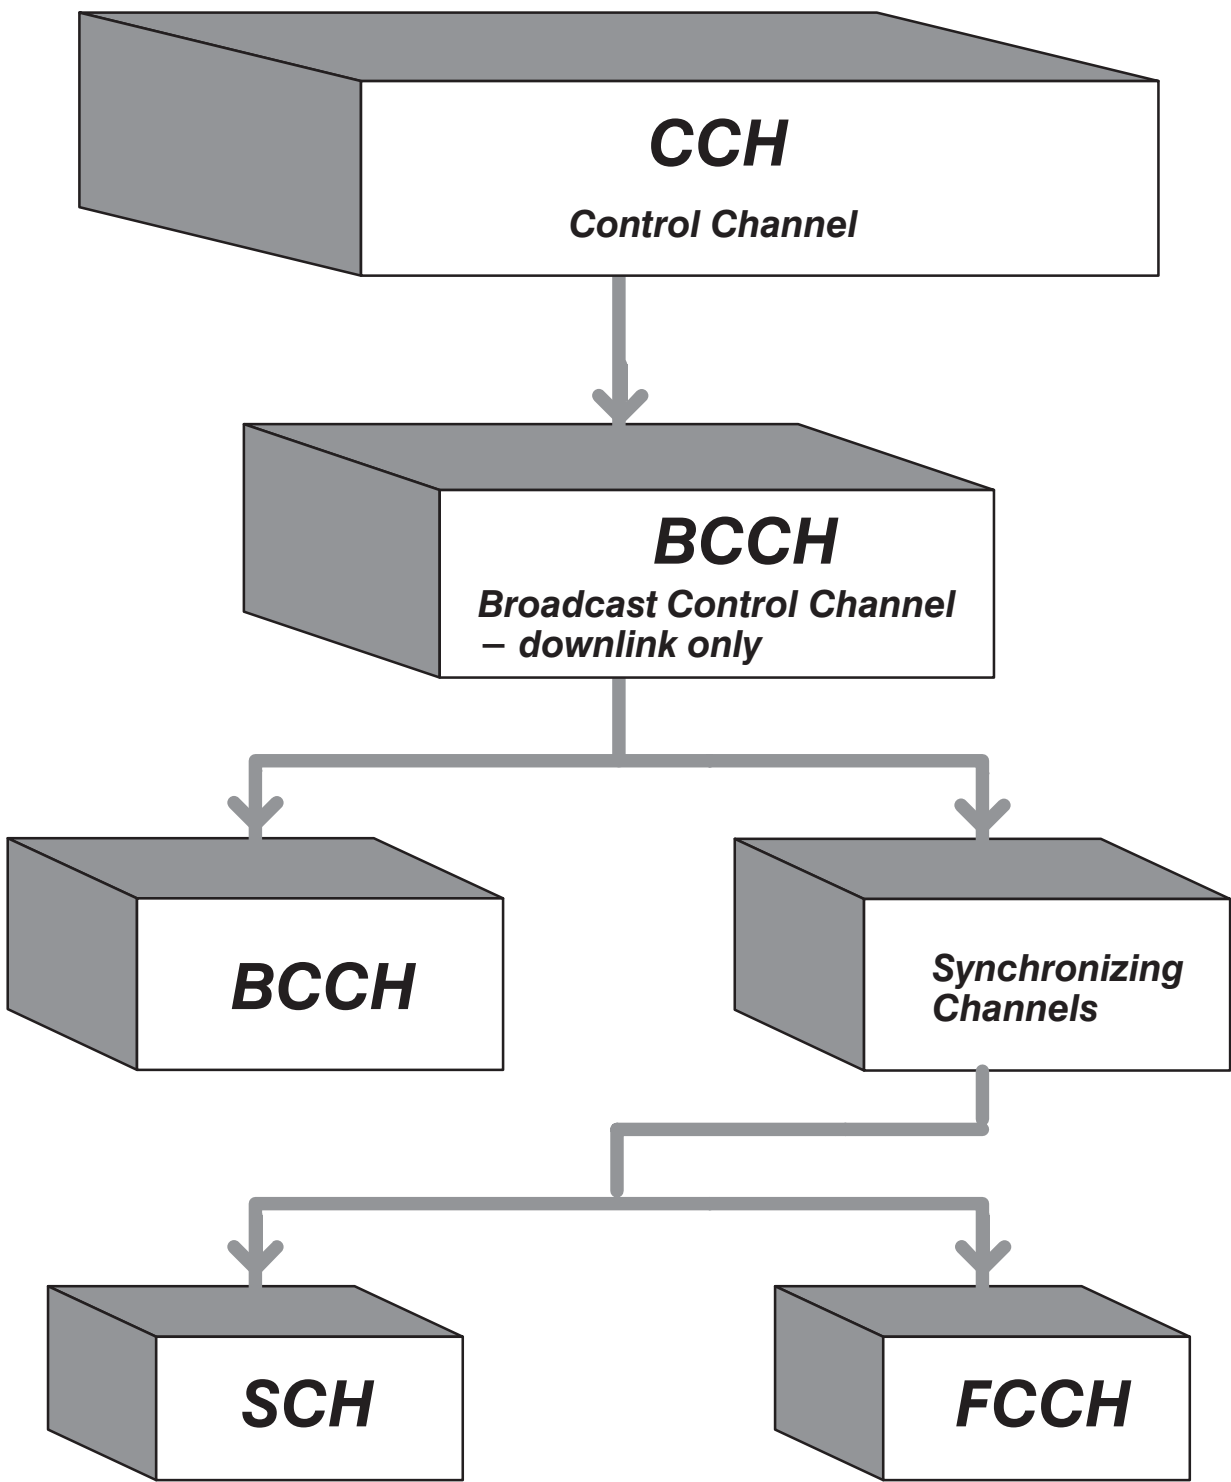 CCH
Control Channel
BCCH
Broadcast Control Channel
– downlink only
BCCH
Synchronizing
Channels
SCH
FCCH